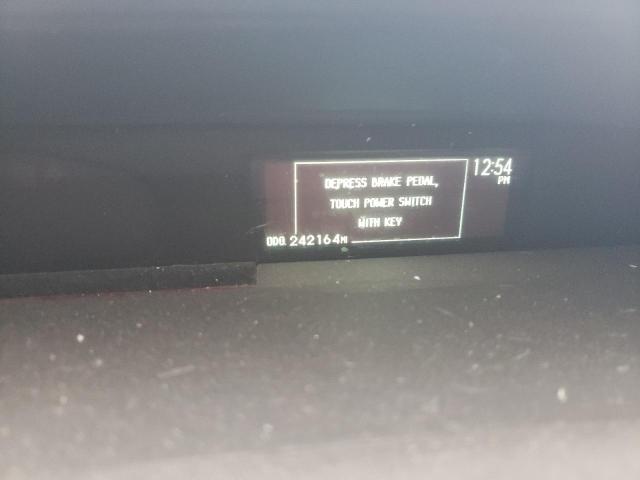 12:54
PM
DEPRESS BRAKE PEDAL,
TOUCH POWER SWITCH
WITH KEY
ODO. 242164MI